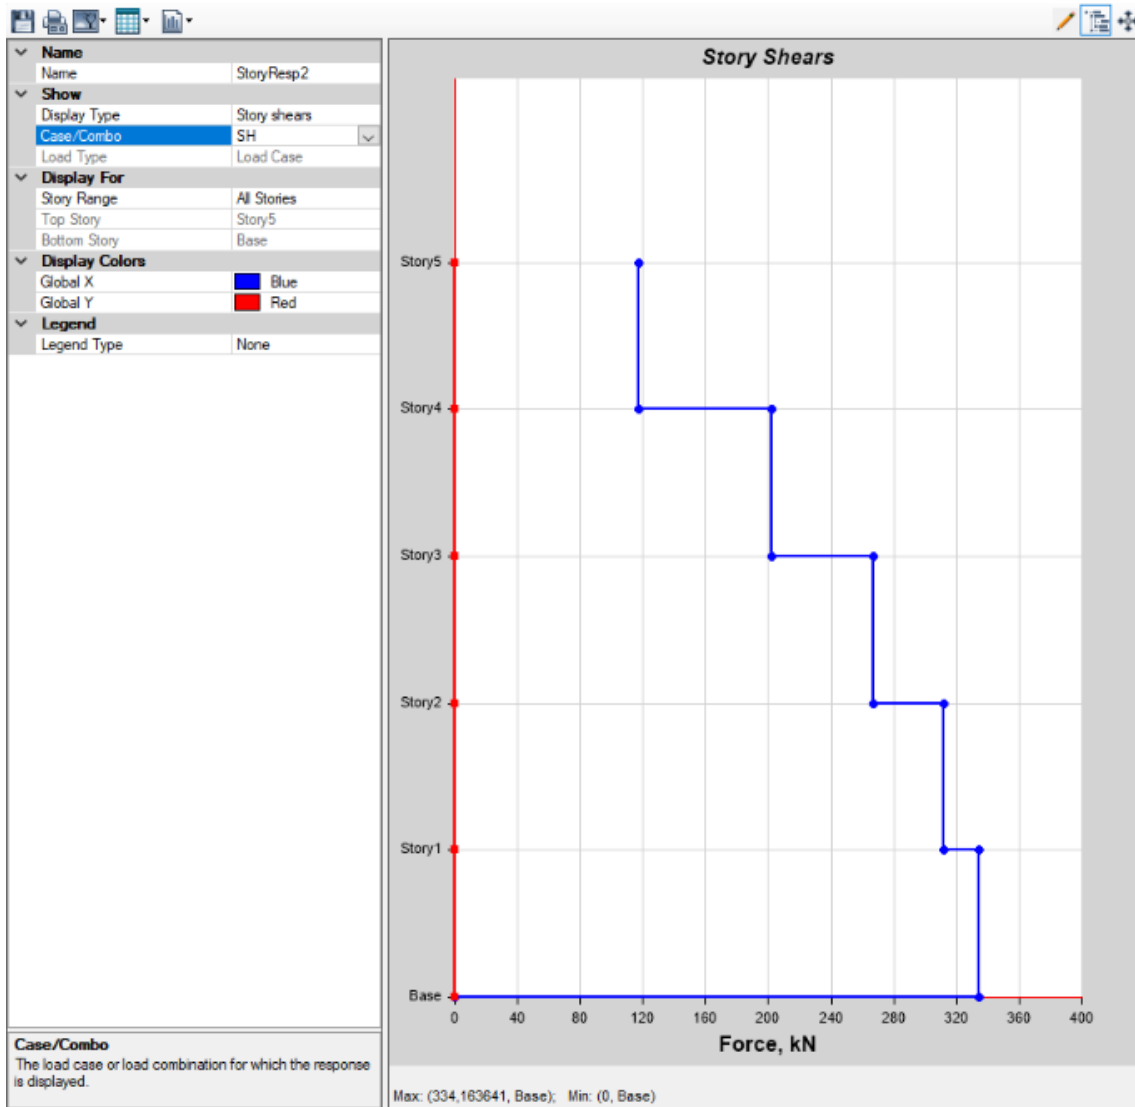 Name
Name StoryResp2
Show
Display Type Story shears
Case/Combo SH
Load Type Load Case
Display For
Story Range All Stories
Top Story Story5
Bottom Story Base
Display Colors
Global X Blue
Global Y Red
Legend
Legend Type None
Case/Combo
The load case or load combination for which the response
is displayed.
Story Shears
Story5
Story4
Story3
Story2
Story1
Base
0 40 80 120 160 200 240 280 320 360 400
Force, kN
Max: (334,163641, Base); Min: (0, Base)